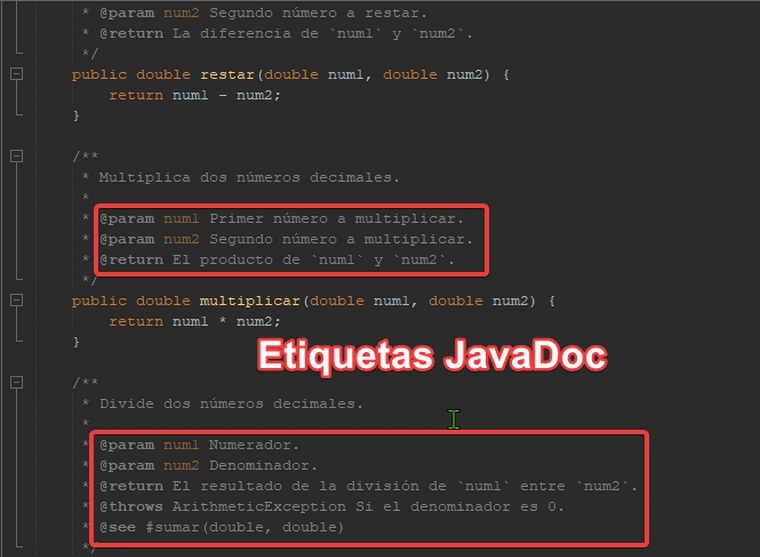 * @param num2 Segundo número a restar.
* @return La diferencia de `num1` y `num2`.
*/
public double restar(double num1, double num2) {
return num1 - num2;
}
/**
* Multiplica dos números decimales.
*
* @param num1 Primer número a multiplicar.
* @param num2 Segundo número a multiplicar.
* @return El producto de `num1` y `num2`.
*/
public double multiplicar(double num1, double num2) {
return num1 * num2;
}
Etiquetas JavaDoc
/**
* Divide dos números decimales.
*
* @param num1 Numerador.
* @param num2 Denominador.
* @return El resultado de la división de `num1` entre `num2`.
* @throws ArithmeticException Si el denominador es 0.
* @see #sumar(double, double)
*/